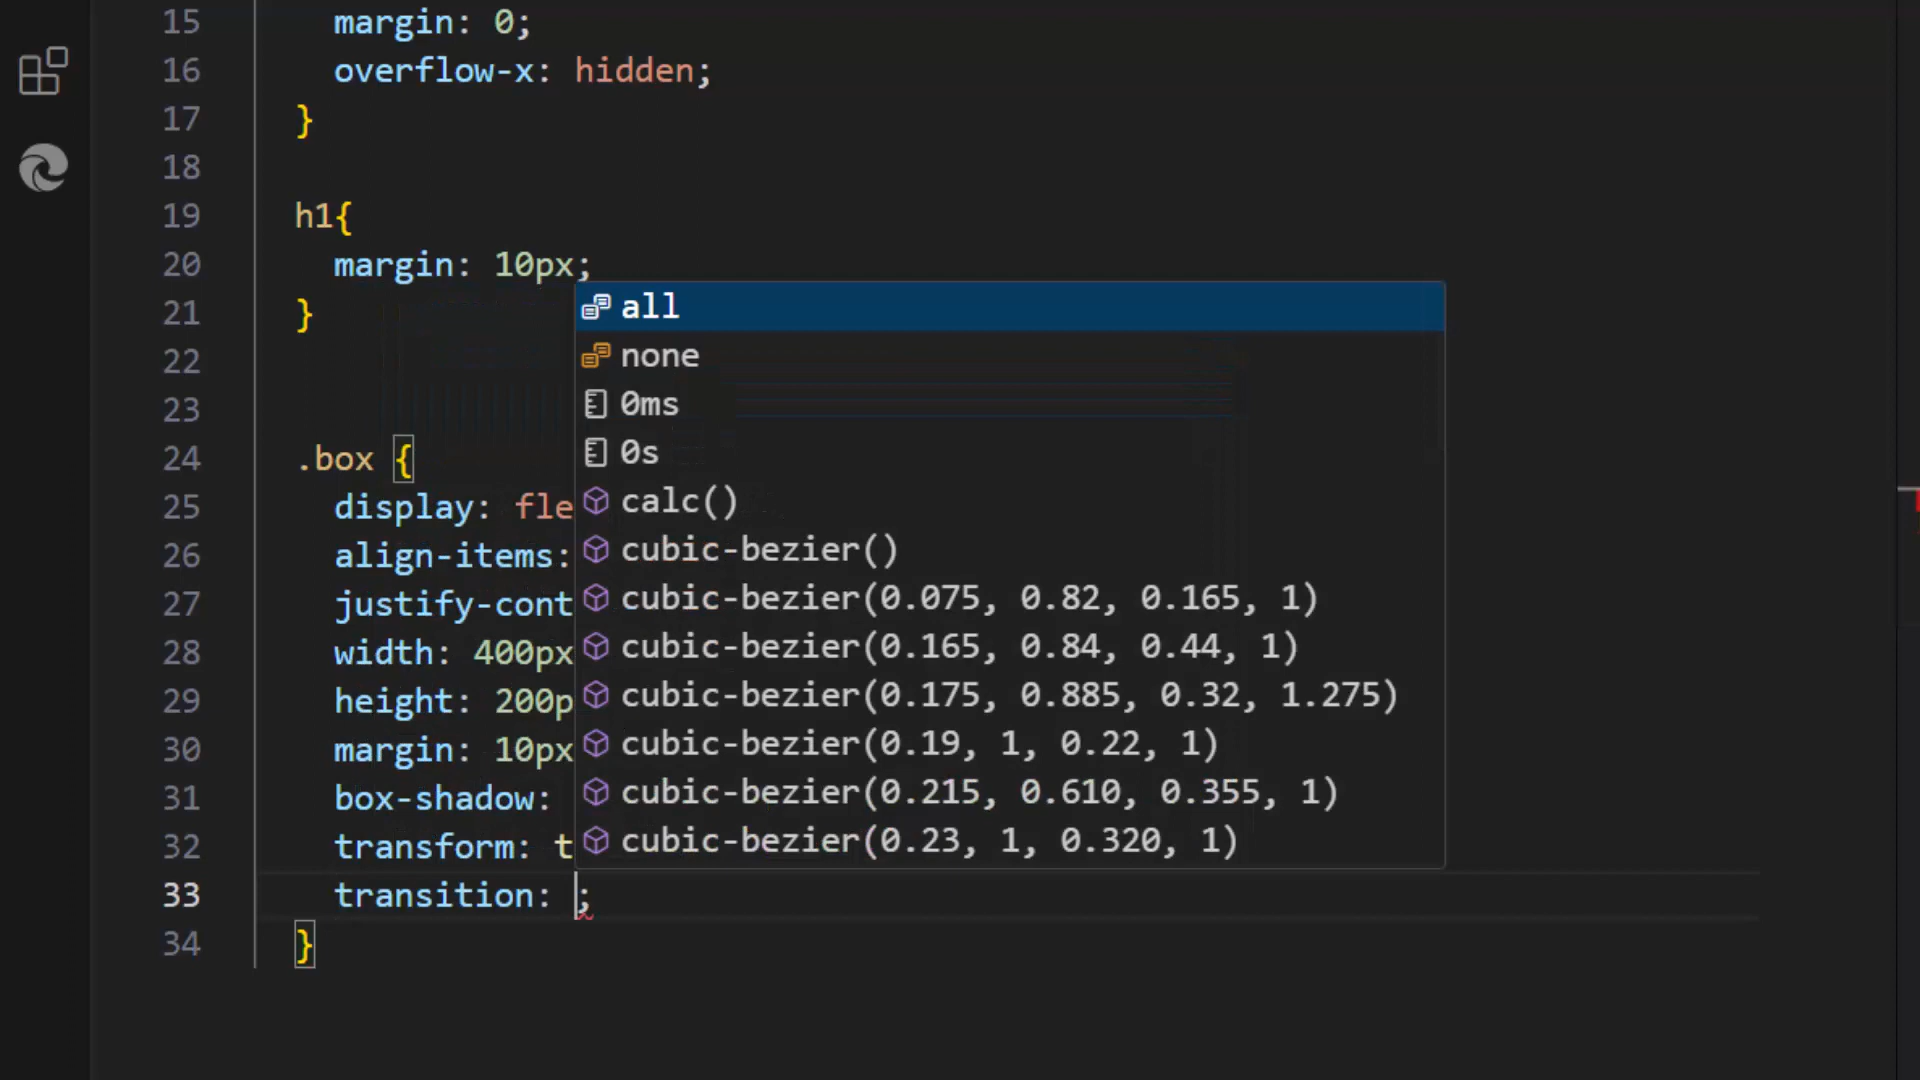 15 margin: 0;
16 overflow-x: hidden;
17 }
18
19 h1{
20 margin: 10px;
21 }
22
23
24 .box {
25 display: fle
26 align-items:
27 justify-cont
28 width: 400px
29 height: 200p
30 margin: 10px
31 box-shadow:
32 transform: t
33 transition: ;
34 }
all
none
0ms
0s
calc()
cubic-bezier()
cubic-bezier(0.075, 0.82, 0.165, 1)
cubic-bezier(0.165, 0.84, 0.44, 1)
cubic-bezier(0.175, 0.885, 0.32, 1.275)
cubic-bezier(0.19, 1, 0.22, 1)
cubic-bezier(0.215, 0.610, 0.355, 1)
cubic-bezier(0.23, 1, 0.320, 1)